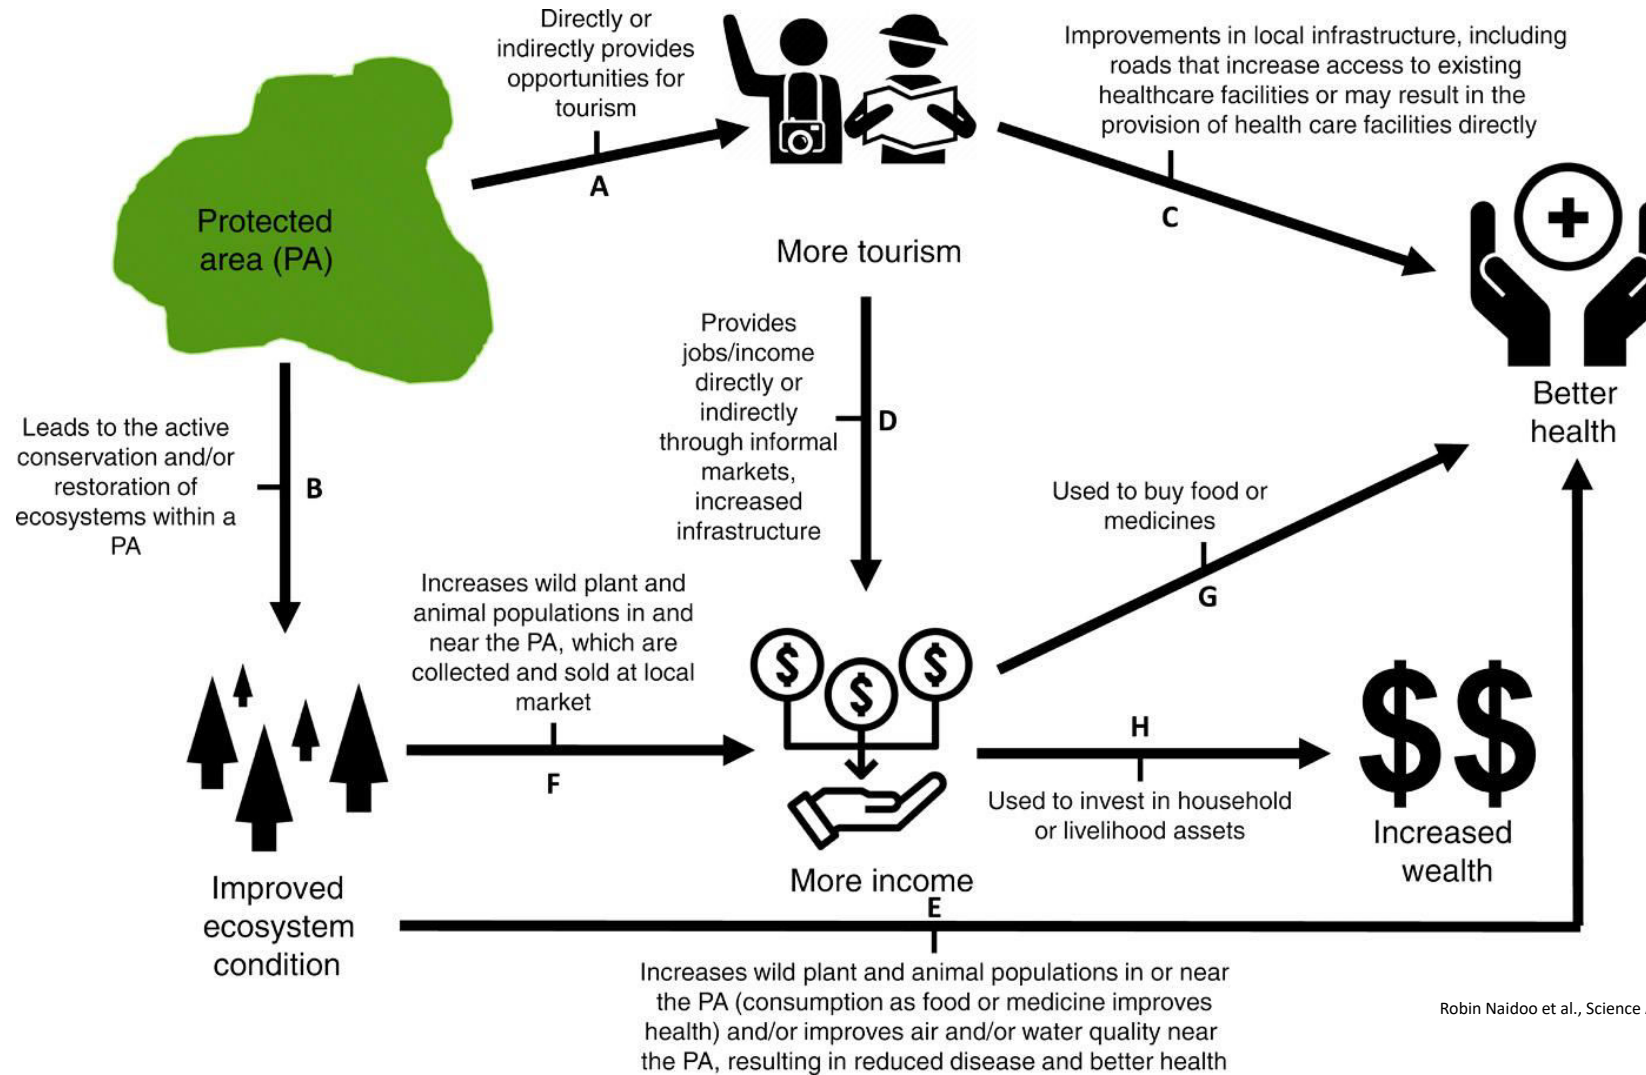 Directly or
indirectly provides
opportunities for
tourism
A
Improvements in local infrastructure, including
roads that increase access to existing
healthcare facilities or may result in the
provision of health care facilities directly
C
Protected
area (PA)
More tourism
Better
health
Leads to the active
conservation and/or
restoration of
ecosystems within a
PA
B
Provides
jobs/income
directly or
indirectly
through informal
markets,
increased
infrastructure
D
Used to buy food or
medicines
G
Increases wild plant and
animal populations in and
near the PA, which are
collected and sold at local
market
F
$ $ $
H
Used to invest in household
or livelihood assets
$$
Increased
wealth
More income
Improved
ecosystem
condition
E
Increases wild plant and animal populations in or near
the PA (consumption as food or medicine improves
health) and/or improves air and/or water quality near
the PA, resulting in reduced disease and better health
Robin Naidoo et al., Science